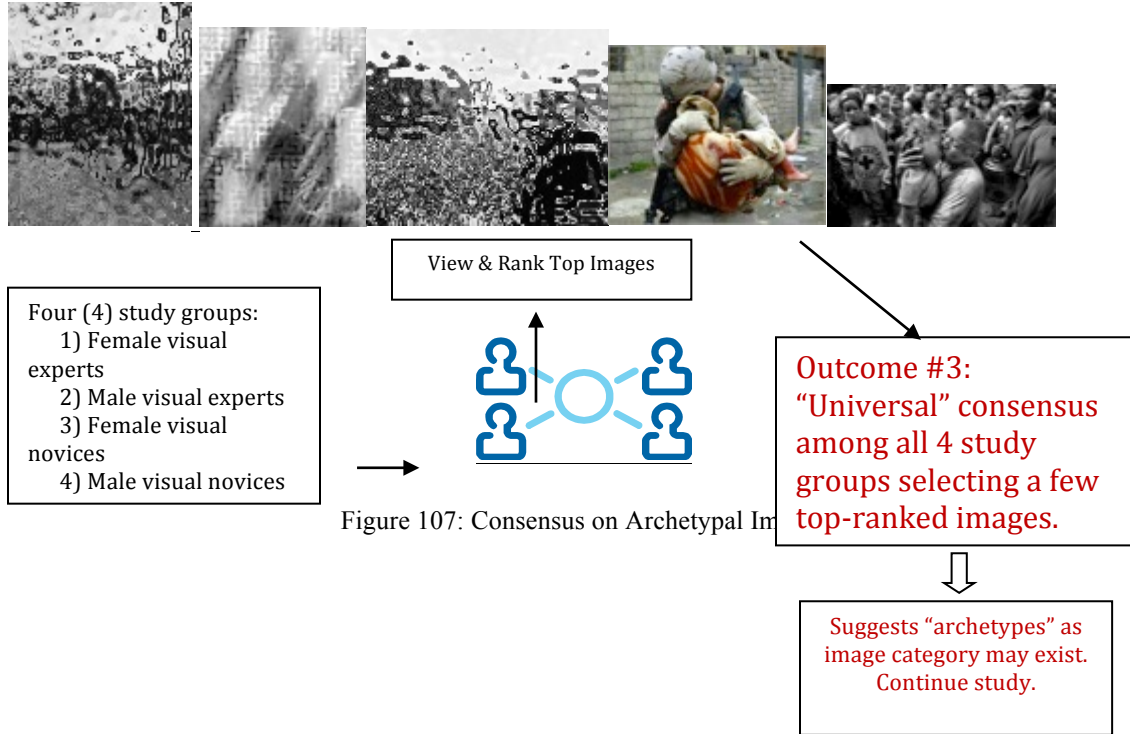 View & Rank Top Images
Four (4) study groups:
1) Female visual
experts
2) Male visual experts
3) Female visual
novices
4) Male visual novices
Figure 107: Consensus on Archetypal
Outcome #3:
“Universal” consensus
among all 4 study
groups selecting a few
top-ranked images.
Suggests “archetypes” as
image category may exist.
Continue study.